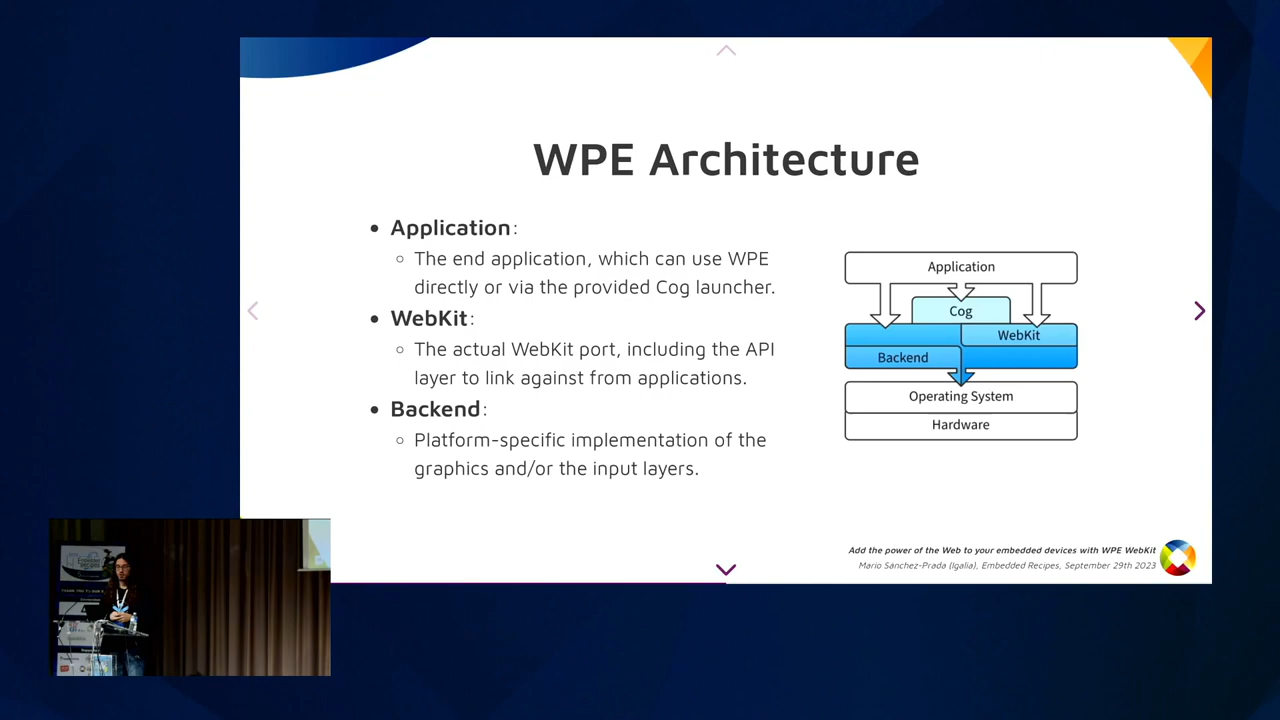 WPE Architecture
Application:
The end application, which can use WPE
directly or via the provided Cog launcher.
WebKit:
The actual WebKit port, including the API
layer to link against from applications.
Backend:
Platform-specific implementation of the
graphics and/or the input layers.
Application
Cog
WebKit
Backend
Operating System
Hardware
Add the power of the Web to your embedded devices with WPE WebKit
Mario Sánchez-Prada (Igalia), Embedded Recipes, September 29th 2023